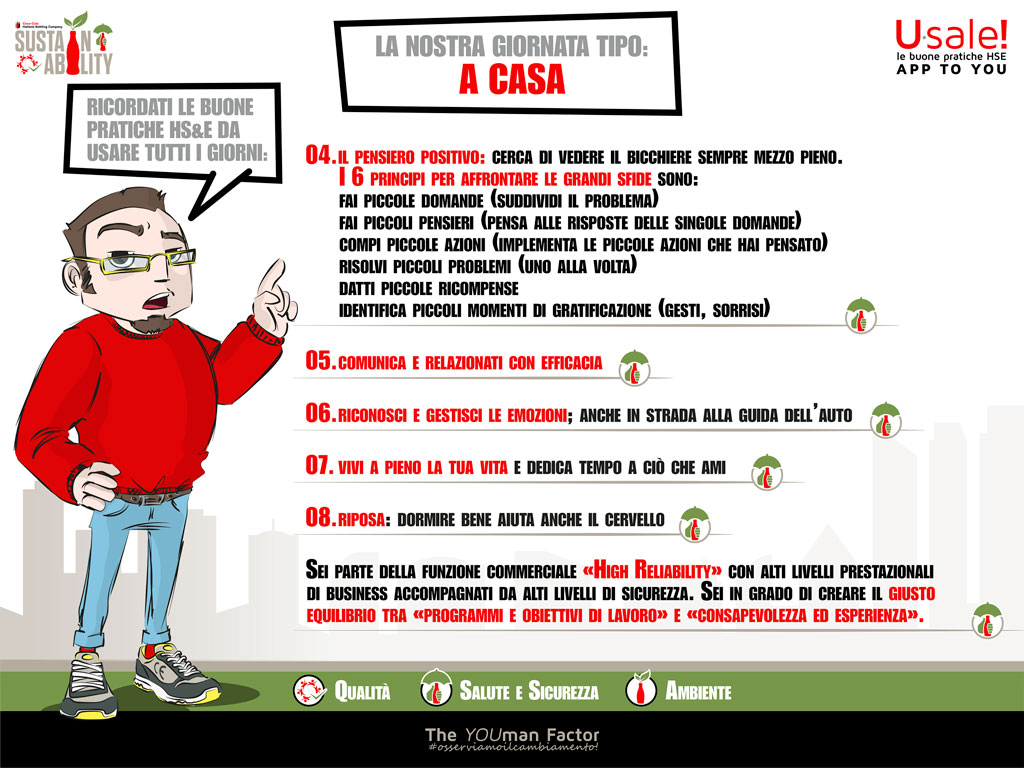 Coca-Cola
Hellenic Bottling Company
SUSTAIN
ABILITY
LA NOSTRA GIORNATA TIPO:
A CASA
U·sale!
le buone pratiche HSE
APP TO YOU
RICORDATI LE BUONE
PRATICHE HS&E DA
USARE TUTTI I GIORNI:
04. IL PENSIERO POSITIVO: CERCA DI VEDERE IL BICCHIERE SEMPRE MEZZO PIENO.
I 6 PRINCIPI PER AFFRONTARE LE GRANDI SFIDE SONO:
FAI PICCOLE DOMANDE (SUDDIVIDI IL PROBLEMA)
FAI PICCOLI PENSIERI (PENSA ALLE RISPOSTE DELLE SINGOLE DOMANDE)
COMPI PICCOLE AZIONI (IMPLEMENTA LE PICCOLE AZIONI CHE HAI PENSATO)
RISOLVI PICCOLI PROBLEMI (UNO ALLA VOLTA)
DATTI PICCOLE RICOMPENSE
IDENTIFICA PICCOLI MOMENTI DI GRATIFICAZIONE (GESTI, SORRISI)
05. COMUNICA E RELAZIONATI CON EFFICACIA
06. RICONOSCI E GESTISCI LE EMOZIONI; ANCHE IN STRADA ALLA GUIDA DELL'AUTO
07. VIVI A PIENO LA TUA VITA E DEDICA TEMPO A CIÒ CHE AMI
08. RIPOSA: DORMIRE BENE AIUTA ANCHE IL CERVELLO
SEI PARTE DELLA FUNZIONE COMMERCIALE «HIGH RELIABILITY» CON ALTI LIVELLI PRESTAZIONALI
DI BUSINESS ACCOMPAGNATI DA ALTI LIVELLI DI SICUREZZA. SEI IN GRADO DI CREARE IL GIUSTO
EQUILIBRIO TRA «PROGRAMMI E OBIETTIVI DI LAVORO» E «CONSAPEVOLEZZA ED ESPERIENZA».
QUALITÀ
SALUTE E SICUREZZA
AMBIENTE
The YOUman Factor
#osserviamoilcambiamento!